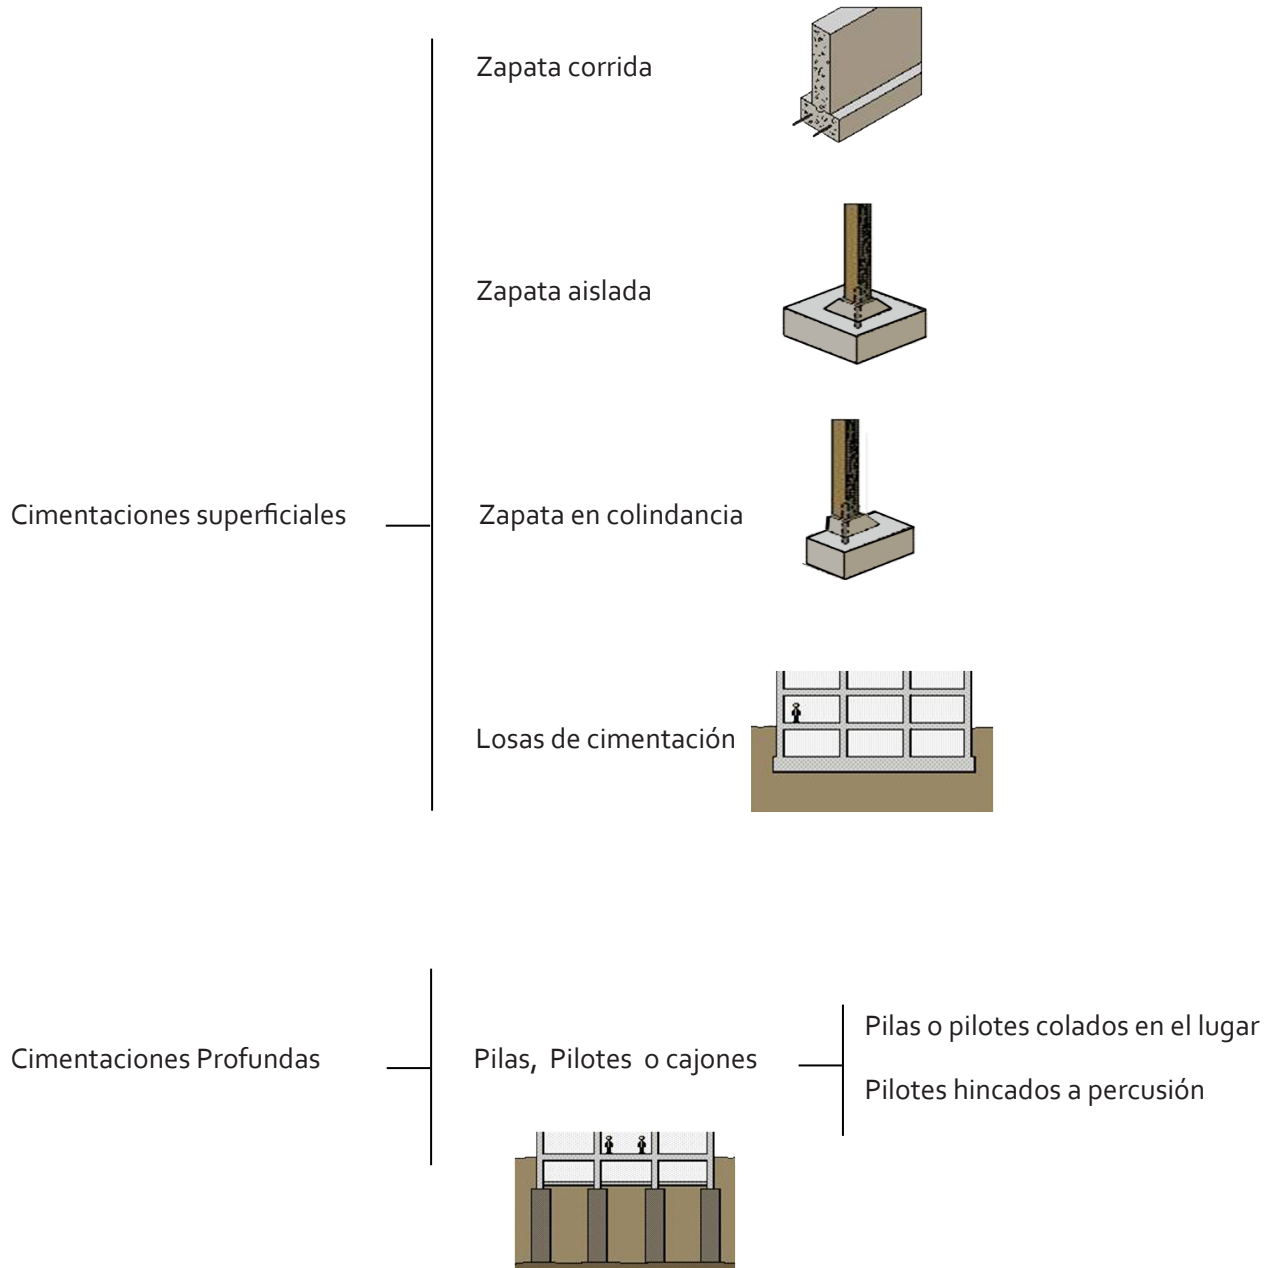 Zapata corrida
Zapata aislada
Cimentaciones superficiales
Zapata en colindancia
Losas de cimentación
Cimentaciones Profundas
Pilas, Pilotes o cajones
Pilas o pilotes colados en el lugar
Pilotes hincados a percusión